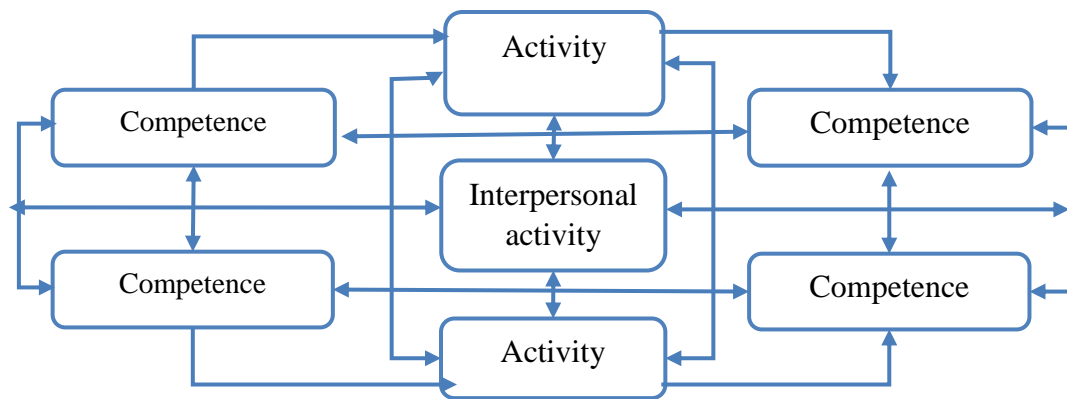 Activity
Competence
Competence
Interpersonal
activity
Competence
Competence
Activity